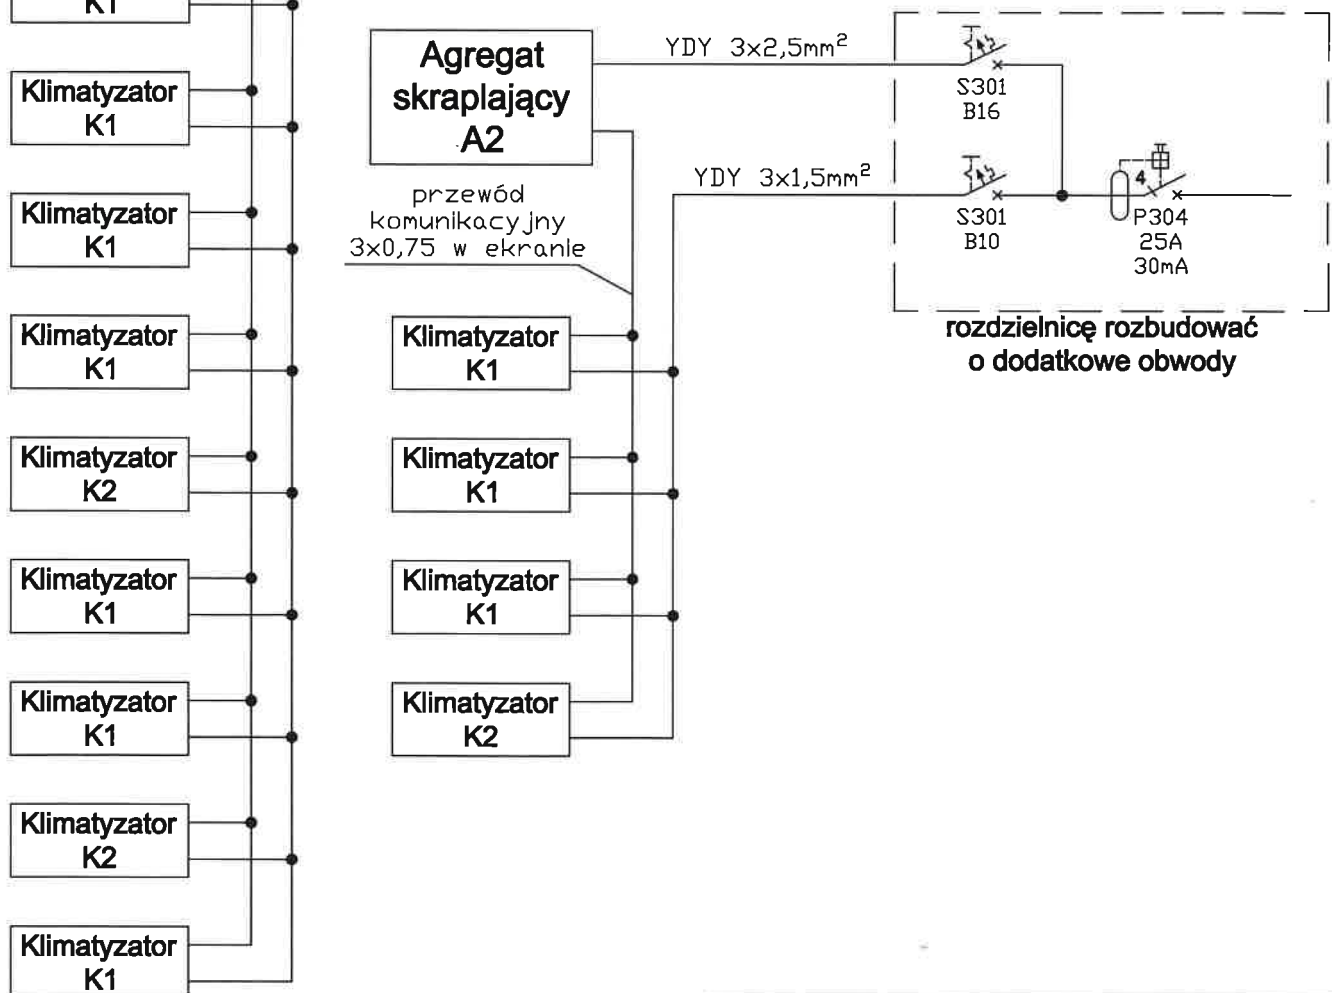 K1
Klimatyzator
K1
Klimatyzator
K1
Klimatyzator
K1
Klimatyzator
K2
Klimatyzator
K1
Klimatyzator
K1
Klimatyzator
K2
Klimatyzator
K1
Agregat
skraplający
A2
przewód
komunikacyjny
3x0,75 w ekranie
Klimatyzator
K1
Klimatyzator
K1
Klimatyzator
K1
Klimatyzator
K2
YDY 3x2,5mm²
YDY 3x1,5mm²
S301
B16
S301
B10
4
P304
25A
30mA
rozdzielnicę rozbudować
o dodatkowe obwody